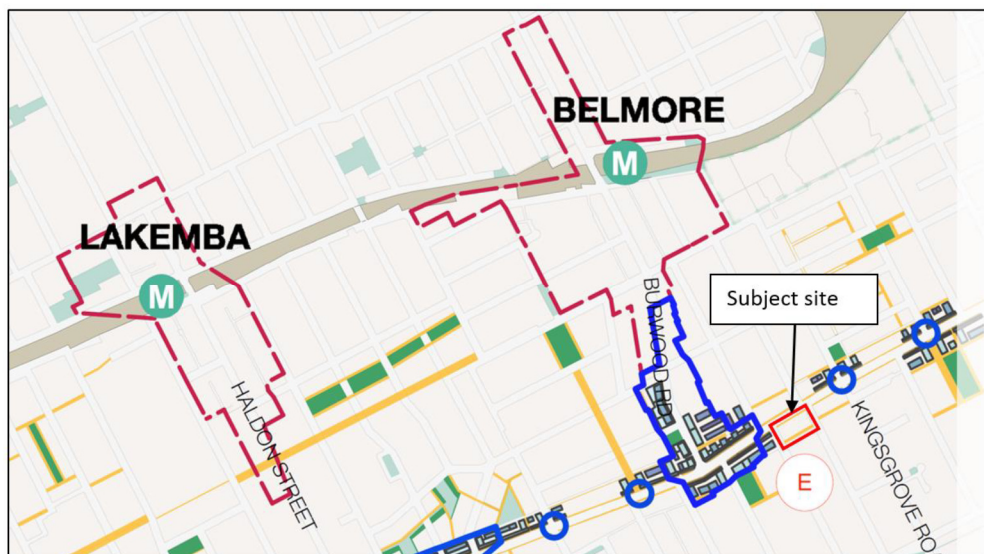 BELMORE
M
LAKEMBA
M
BURWOOD RD
Subject site
HALDON STREET
KINGSGROVE RO
E